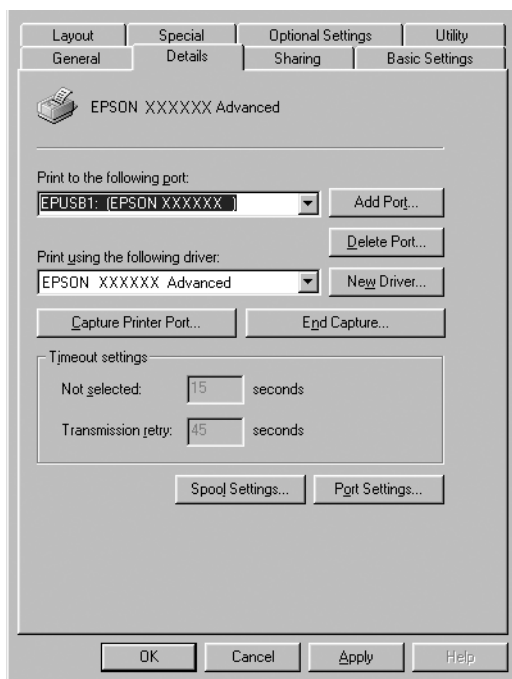 Layout Special Optional Settings Utility
General Details Sharing Basic Settings
EPSON XXXXXX Advanced
Print to the following port:
EPUSB1: (EPSON XXXXXX ) Add Port...
Delete Port...
Print using the following driver:
EPSON XXXXXX Advanced New Driver...
Capture Printer Port... End Capture...
Timeout settings
Not selected: 15 seconds
Transmission retry: 45 seconds
Spool Settings... Port Settings...
OK Cancel Apply Help